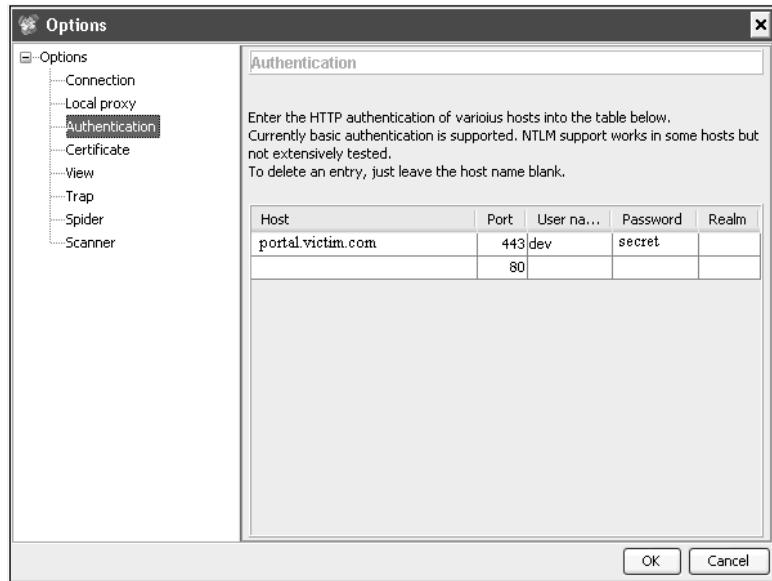 Options
Options
Connection
Local proxy
Authentication
Certificate
View
Trap
Spider
Scanner
Authentication
Enter the HTTP authentication of varioius hosts into the table below.
Currently basic authentication is supported. NTLM support works in some hosts but
not extensively tested.
To delete an entry, just leave the host name blank.
Host Port User na... Password Realm
portal.victim.com 443 dev secret
80
OK Cancel